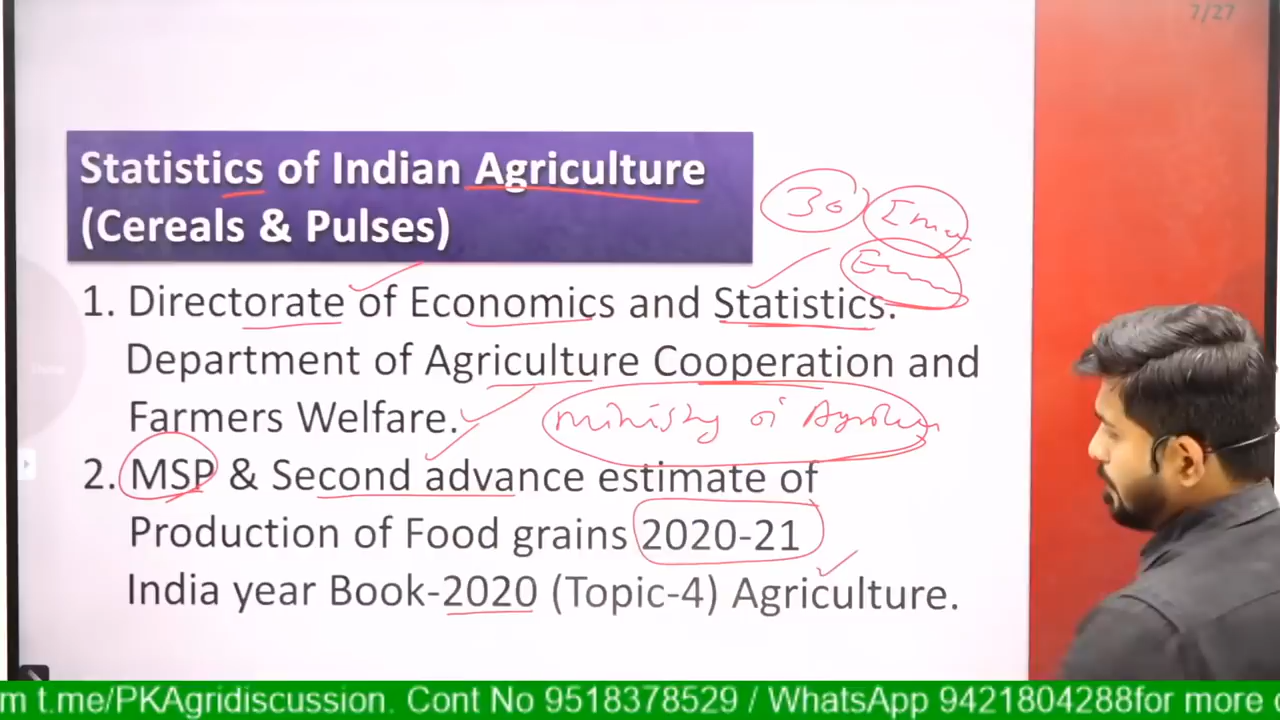 7/27
Statistics of Indian Agriculture
(Cereals & Pulses)
30
1. Directorate of Economics and Statistics.
Department of Agriculture Cooperation and
Farmers Welfare.
ministry of
2. MSP & Second advance estimate of
Production of Food grains 2020-21
India year Book-2020 (Topic-4) Agriculture.
m t.me/PKAgridiscussion. Cont No 9518378529 / WhatsApp 9421804288for more